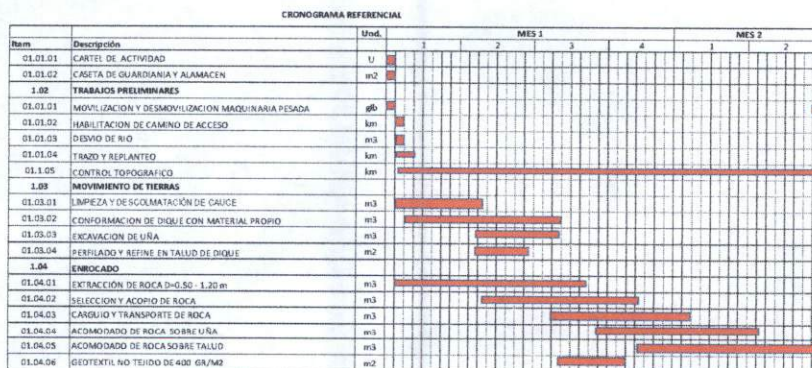 CRONOGRAMA REFERENCIAL
Und. MES 1 MES 2
Item Descripción 1 2 3 4 1 2
01.01.01 CARTEL DE ACTIVIDAD U
01.01.02 CASETA DE GUARDIANIA Y ALAMACEN m2
1.02 TRABAJOS PRELIMINARES
01.01.01 MOVILIZACION Y DESMOVILIZACION MAQUINARIA PESADA glb
01.01.02 HABILITACION DE CAMINO DE ACCESO km
01.01.03 DESVIO DE RIO m3
01.01.04 TRAZO Y REPLANTEO km
01.1.05 CONTROL TOPOGRAFICO km
1.03 MOVIMIENTO DE TIERRAS
01.03.01 LIMPIEZA Y DESCOLMATACIÓN DE CAUCE m3
01.03.02 CONFORMACION DE DIQUE CON MATERIAL PROPIO m3
01.03.03 EXCAVACION DE UÑA m3
01.03.04 PERFILADO Y REFINE EN TALUD DE DIQUE m2
1.04 ENROCADO
01.04.01 EXTRACCIÓN DE ROCA D=0.50 - 1.20 m m3
01.04.02 SELECCION Y ACOPIO DE ROCA m3
01.04.03 CARGUIO Y TRANSPORTE DE ROCA m3
01.04.04 ACOMODADO DE ROCA SOBRE UÑA m3
01.04.05 ACOMODADO DE ROCA SOBRE TALUD m3
01.04.06 GEOTEXTIL NO TEJIDO DE 400 GR/M2 m2